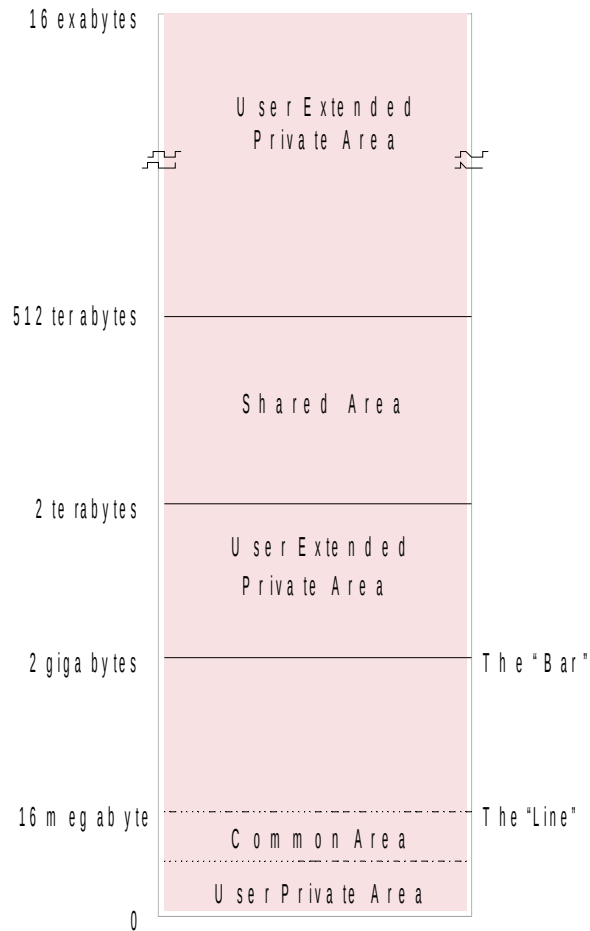 16 exabytes
User Extended
Private Area
512 terabytes
Shared Area
2 terabytes
User Extended
Private Area
2 gigabytes
The “Bar”
16 megabyte
The “Line”
Common Area
User Private Area
0